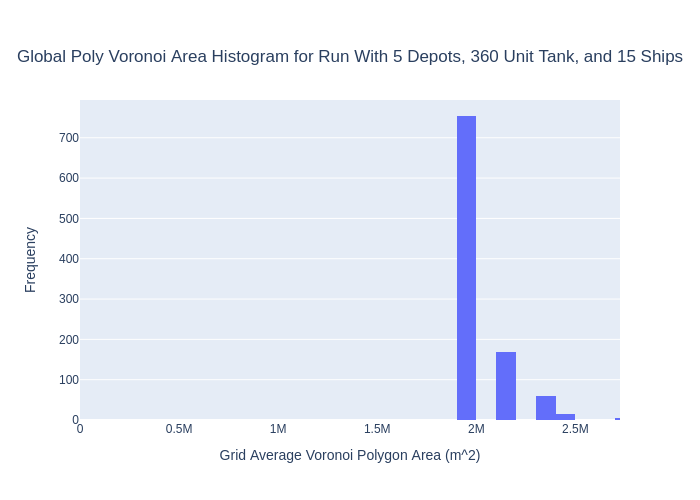 Global Poly Voronoi Area Histogram for Run With 5 Depots, 360 Unit Tank, and 15 Ships
700
600
500
400
300
200
100
0
Frequency
0 0.5M 1M 1.5M 2M 2.5M
Grid Average Voronoi Polygon Area (m^2)